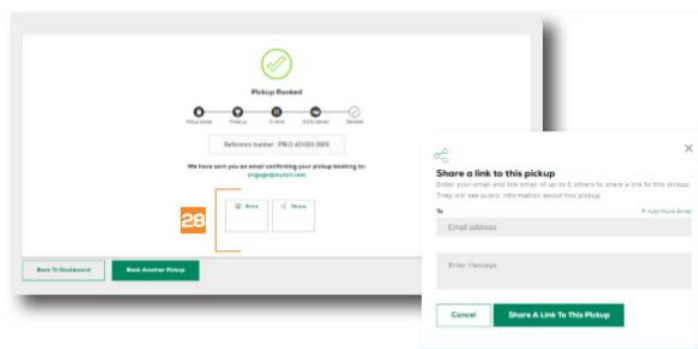 Pickup Booked
Reference number : PRIO 401005 9859
We have sent you an email confirming your pickup booking to:
28
Print
Share
Back To Dashboard
Book Another Pickup
Share a link to this pickup
Enter your email and the email of up to 5 others to share a link to this pickup.
They will see public information about this pickup
To
+ Add More Email
Email address
Enter Message
Cancel
Share A Link To This Pickup